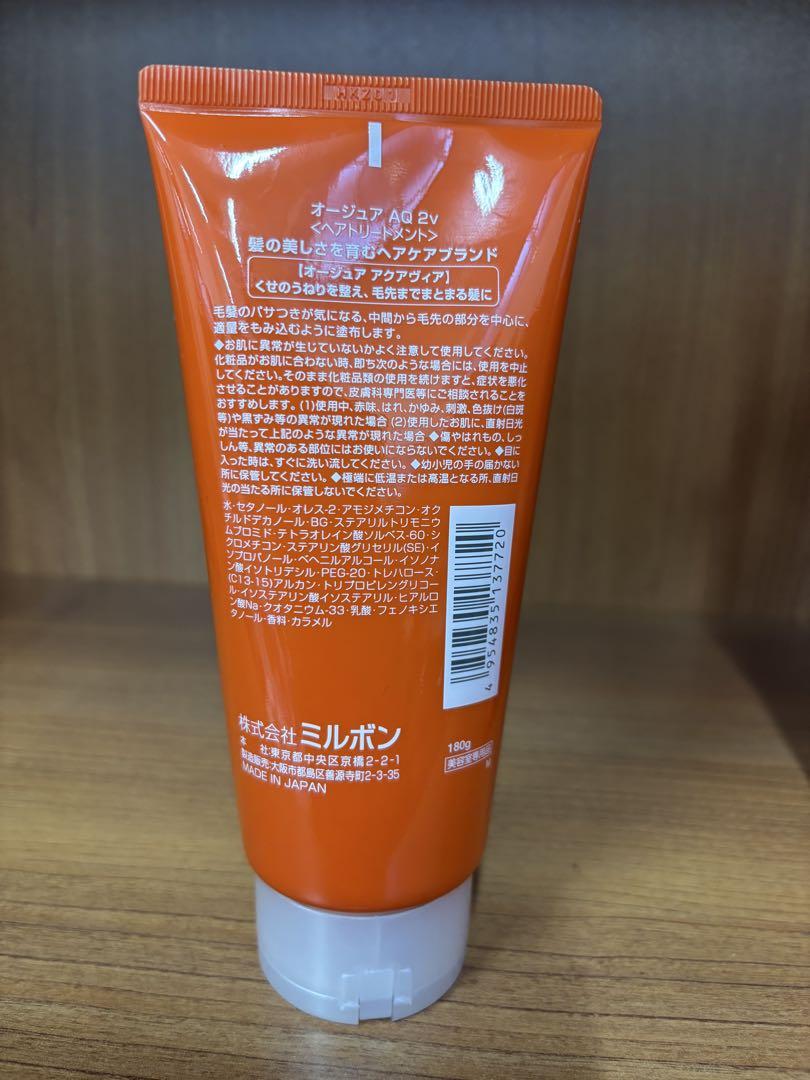 オージュア AQ 2v
<ヘアトリートメント>
髪の美しさを育むヘアケアブランド
【オージュア アクアヴィア】
くせのうねりを整え、毛先までまとまる髪に
毛髪のパサつきが気になる、中間から毛先の部分を中心に、
適量をもみ込むように塗布します。
◆お肌に異常が生じていないかよく注意して使用してください。
化粧品がお肌に合わない時、即ち次のような場合には、使用を中止
してください。そのまま化粧品類の使用を続けますと、症状を悪化
させることがありますので、皮膚科専門医等にご相談されることを
おすすめします。(1)使用中、赤味、はれ、かゆみ、刺激、色抜け(白斑
等)や黒ずみ等の異常が現れた場合 (2)使用したお肌に、直射日光
が当たって上記のような異常が現れた場合 ◆傷やはれもの、しっ
しん等、異常のある部位にはお使いにならないでください。◆目に
入った時は、すぐに洗い流してください。◆幼小児の手の届かない
所に保管してください。◆極端に低温または高温となる所、直射日
光の当たる所に保管しないでください。
水・セタノール・オレス-2・アモジメチコン・オク
チルドデカノール・BG・ステアリルトリモニウ
ムブロミド・テトラオレイン酸ソルベス-60・シ
クロメチコン・ステアリン酸グリセリル(SE)・イ
ソプロパノール・ベヘニルアルコール・イソノナ
ン酸イソトリデシル・PEG-20・トレハロース・
(C13-15)アルカン・トリプロピレングリコー
ル・イソステアリン酸イソステアリル・ヒアルロ
ン酸Na・クオタニウム-33・乳酸・フェノキシエ
タノール・香料・カラメル
4 954835 137720
株式会社 ミルボン
本 社:東京都中央区京橋2-2-1
製造販売:大阪市都島区善源寺町2-3-35
MADE IN JAPAN
180g
美容室専用品
M